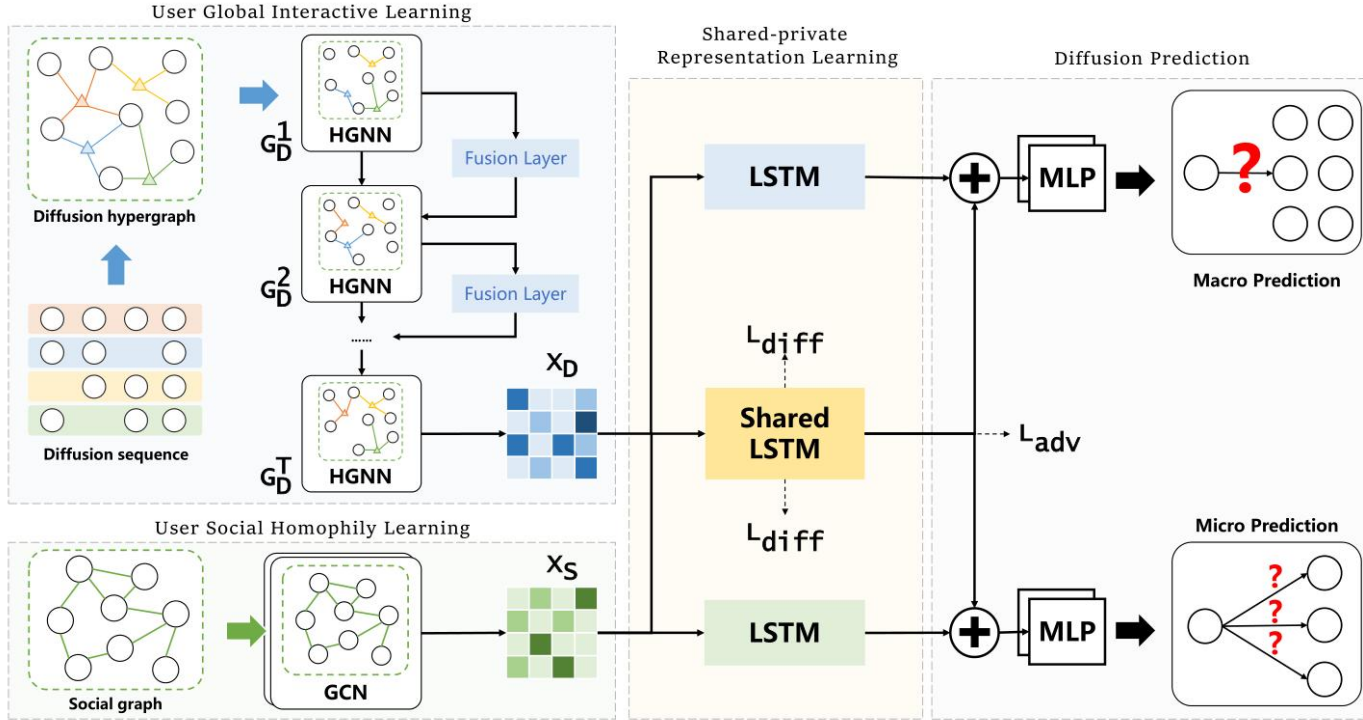 User Global Interactive Learning
Diffusion hypergraph
Diffusion sequence
G_D^1
HGNN
Fusion Layer
G_D^2
HGNN
Fusion Layer
......
G_D^T
HGNN
X_D
User Social Homophily Learning
Social graph
GCN
X_S
Shared-private
Representation Learning
LSTM
L_diff
Shared
LSTM
L_diff
LSTM
Diffusion Prediction
MLP
?
Macro Prediction
L_adv
Micro Prediction
MLP
?
?
?